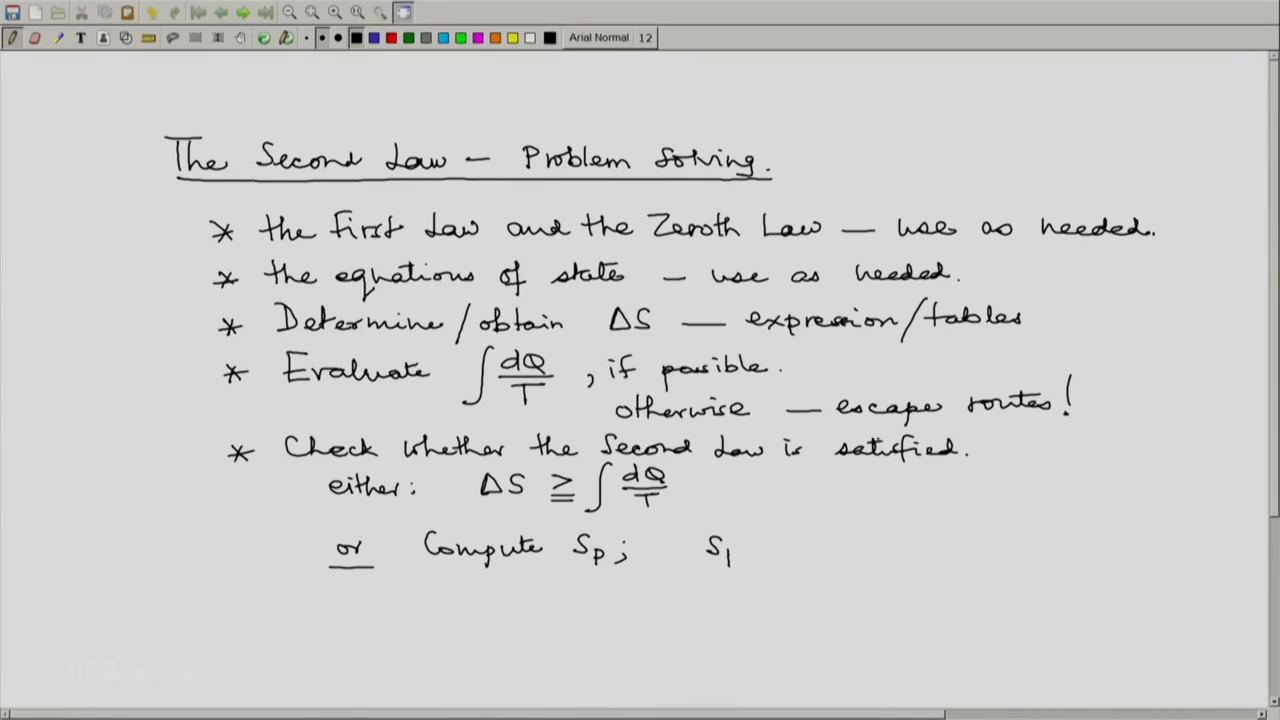 Arial Normal 12
The Second Law – Problem Solving.
* the First Law and the Zeroth Law — use as needed.
* the equations of state – use as needed.
* Determine/obtain ΔS — expression/tables
* Evaluate ∫ dQ/T , if possible.
otherwise — escape routes!
* Check whether the Second Law is satisfied.
either: ΔS ≥ ∫ dQ/T
or Compute Sp; S